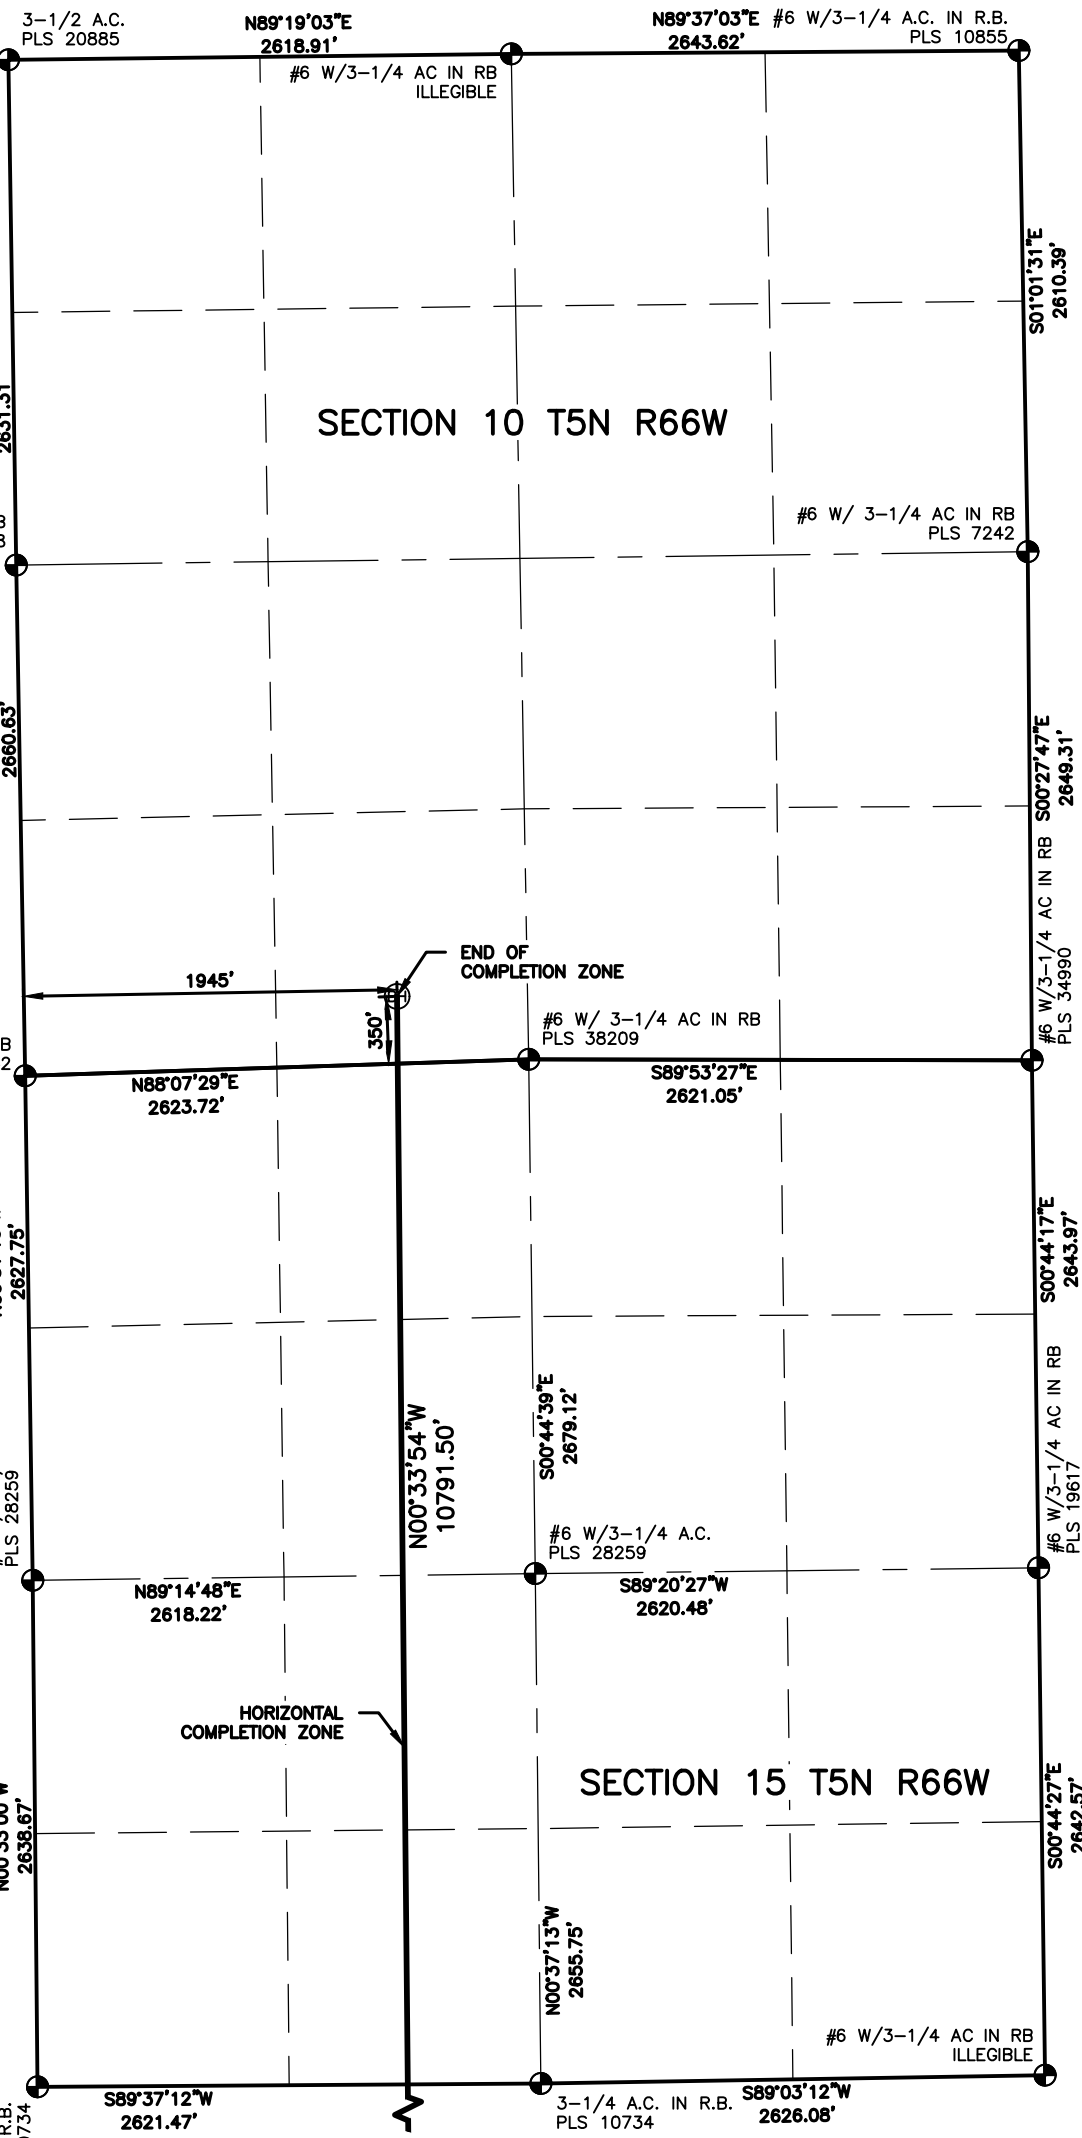 3-1/2 A.C.
PLS 20885
N89°19'03"E
2618.91'
N89°37'03"E
2643.62'
#6 W/3-1/4 A.C. IN R.B.
PLS 10855
#6 W/3-1/4 AC IN RB
ILLEGIBLE
S01°01'31"E
2610.39'
2631.31'
SECTION 10 T5N R66W
#6 W/ 3-1/4 AC IN RB
PLS 7242
2660.63'
S00°27'47"E
2649.31'
#6 W/3-1/4 AC IN RB
PLS 34990
END OF
COMPLETION ZONE
1945'
350'
#6 W/ 3-1/4 AC IN RB
PLS 38209
B
2
N88°07'29"E
2623.72'
S89°53'27"E
2621.05'
2627.75'
S00°44'17"E
2643.97'
#6 W/3-1/4 AC IN RB
PLS 19617
N00°33'54"W
10791.50'
S00°44'39"E
2679.12'
PLS 28259
#6 W/3-1/4 A.C.
PLS 28259
N89°14'48"E
2618.22'
S89°20'27"W
2620.48'
HORIZONTAL
COMPLETION ZONE
SECTION 15 T5N R66W
N00°33'00"W
2638.67'
S00°44'27"E
2642.57'
N00°37'13"W
2655.75'
#6 W/3-1/4 AC IN RB
ILLEGIBLE
S89°37'12"W
2621.47'
3-1/4 A.C. IN R.B.
PLS 10734
S89°03'12"W
2626.08'
R.B.
0734